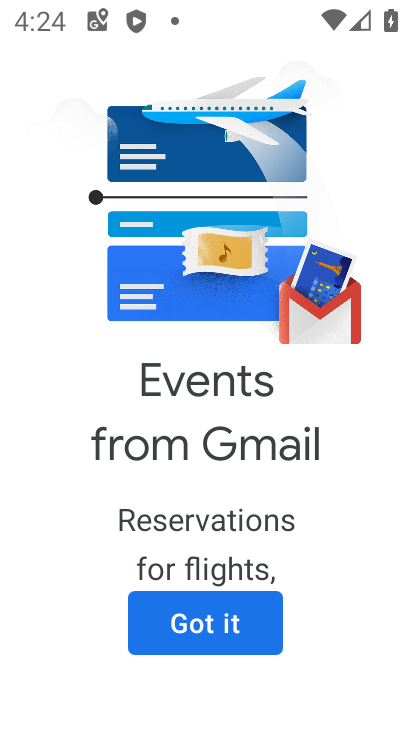 4:24
Events
from Gmail
Reservations
for flights,
Got it